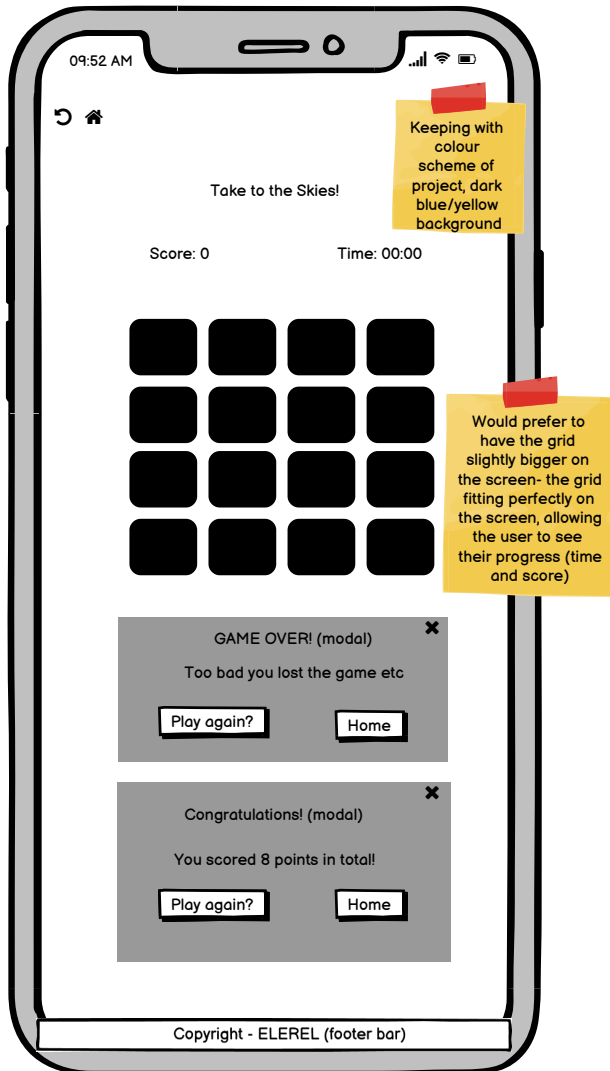 09:52 AM
Keeping with
colour
scheme of
project, dark
blue/yellow
background
Take to the Skies!
Score: 0
Time: 00:00
Would prefer to
have the grid
slightly bigger on
the screen- the grid
fitting perfectly on
the screen, allowing
the user to see
their progress (time
and score)
GAME OVER! (modal)
Too bad you lost the game etc
Play again?
Home
Congratulations! (modal)
You scored 8 points in total!
Play again?
Home
Copyright - ELEREL (footer bar)